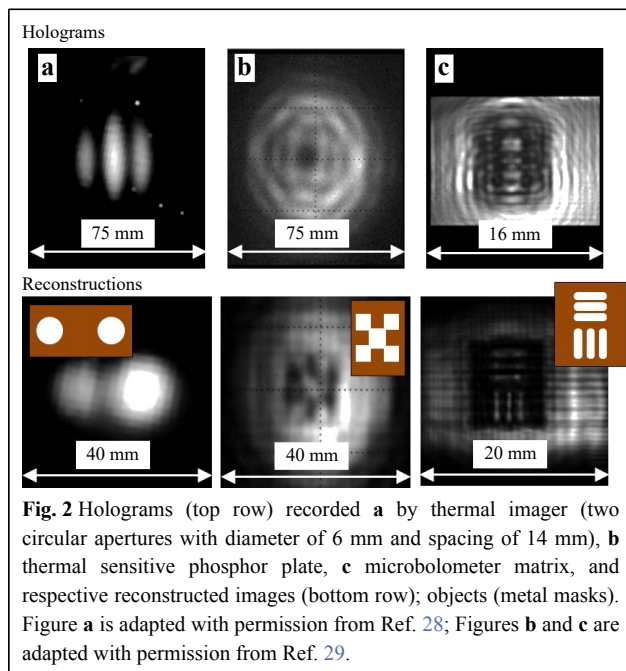 Holograms
a
b
c
75 mm
75 mm
16 mm
Reconstructions
40 mm
40 mm
20 mm
Fig. 2 Holograms (top row) recorded a by thermal imager (two
circular apertures with diameter of 6 mm and spacing of 14 mm), b
thermal sensitive phosphor plate, c microbolometer matrix, and
respective reconstructed images (bottom row); objects (metal masks).
Figure a is adapted with permission from Ref. 28; Figures b and c are
adapted with permission from Ref. 29.